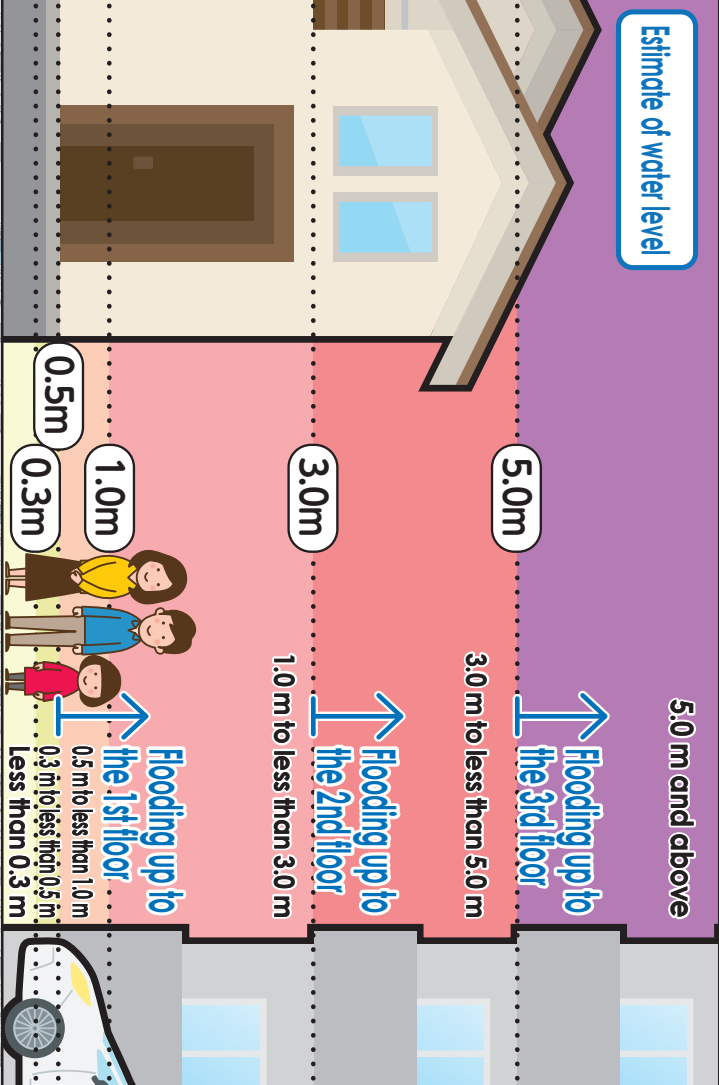 Estimate of water level
5.0 m and above
Flooding up to
the 3rd floor
5.0m
3.0 m to less than 5.0 m
Flooding up to
the 2nd floor
3.0m
1.0 m to less than 3.0 m
Flooding up to
the 1st floor
1.0m
0.5 m to less than 1.0 m
0.5m
0.3 m to less than 0.5 m
0.3m
Less than 0.3 m